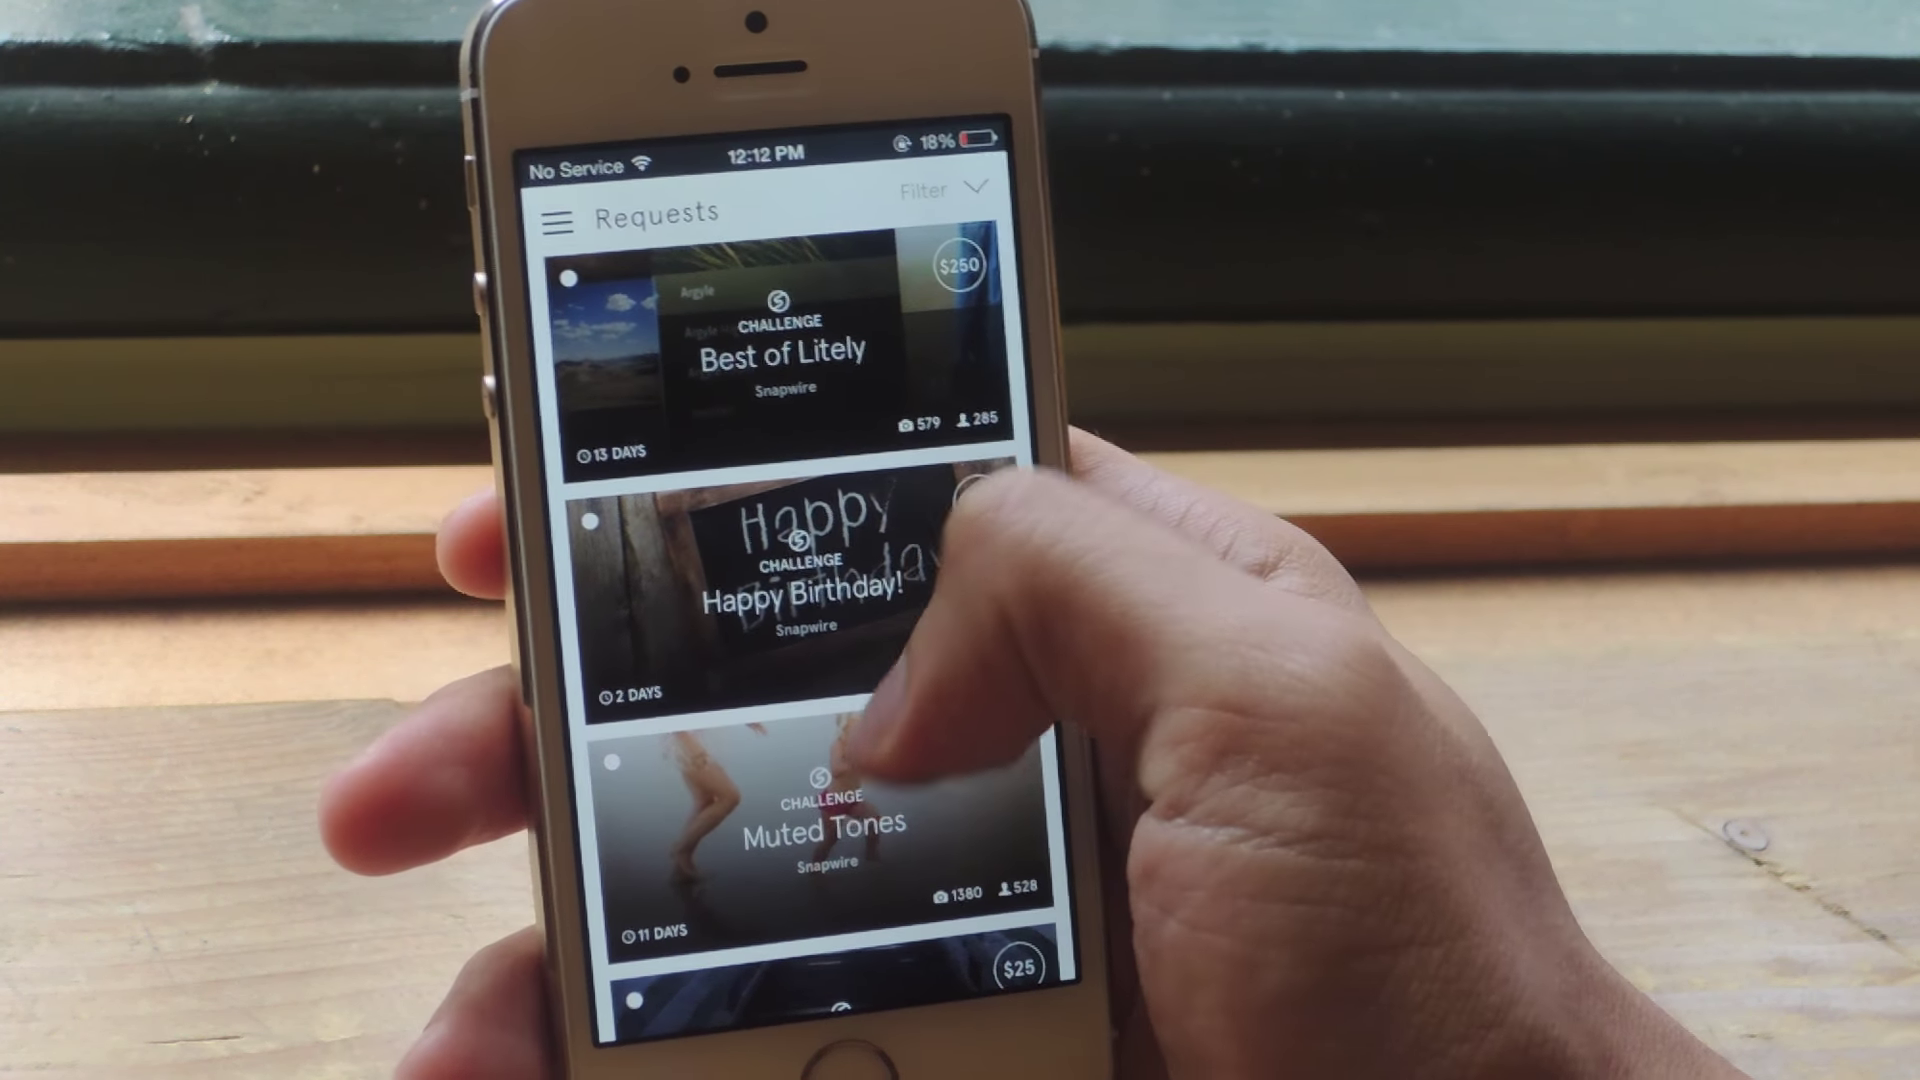 No Service 12:12 PM 18%
Requests Filter
$250
Argyle
CHALLENGE
Best of Litely
Snapwire
579 285
13 DAYS
Happy
CHALLENGE
Birthday
Happy Birthday!
Snapwire
2 DAYS
CHALLENGE
Muted Tones
Snapwire
1380 528
11 DAYS
$25